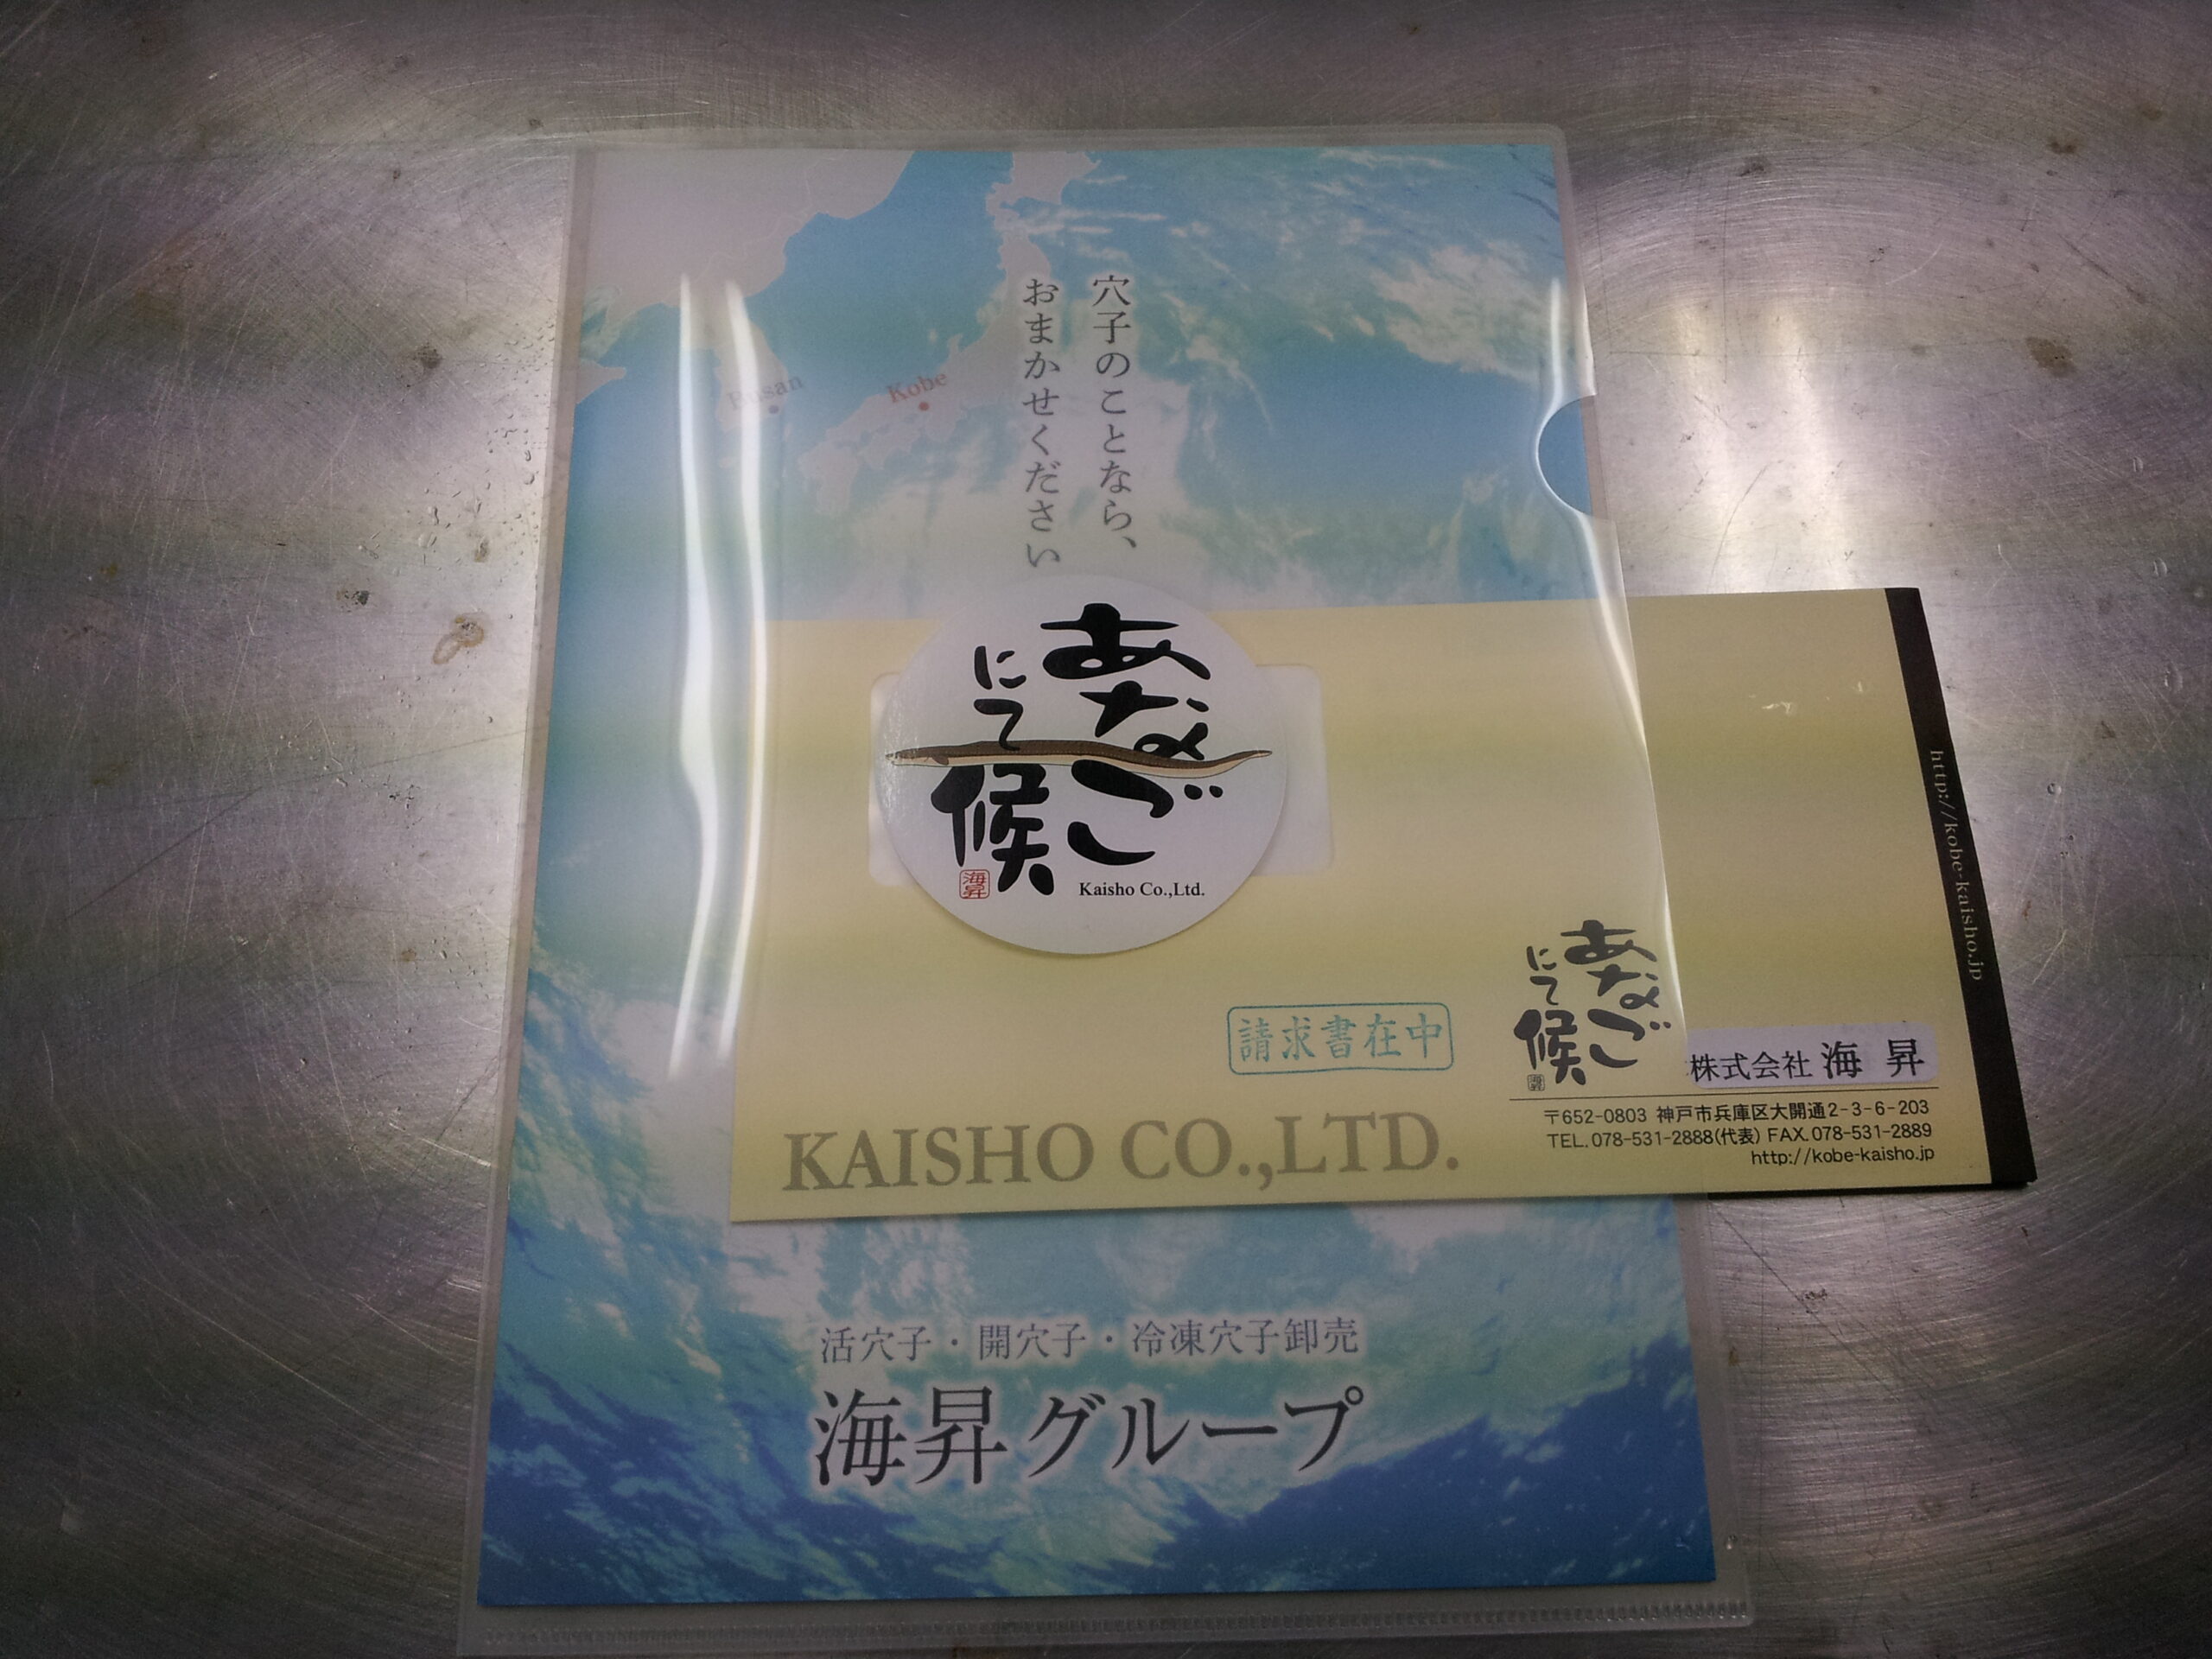 穴子のことなら、
おまかせください
Busan
Kobe
あなご
にて候
海昇
Kaisho Co.,Ltd.
http://kobe-kaisho.jp
請求書在中
あなご
にて候
海昇
株式会社 海 昇
〒652-0803 神戸市兵庫区大開通2-3-6-203
TEL.078-531-2888(代表) FAX.078-531-2889
http://kobe-kaisho.jp
KAISHO CO.,LTD.
活穴子・開穴子・冷凍穴子卸売
海昇グループ